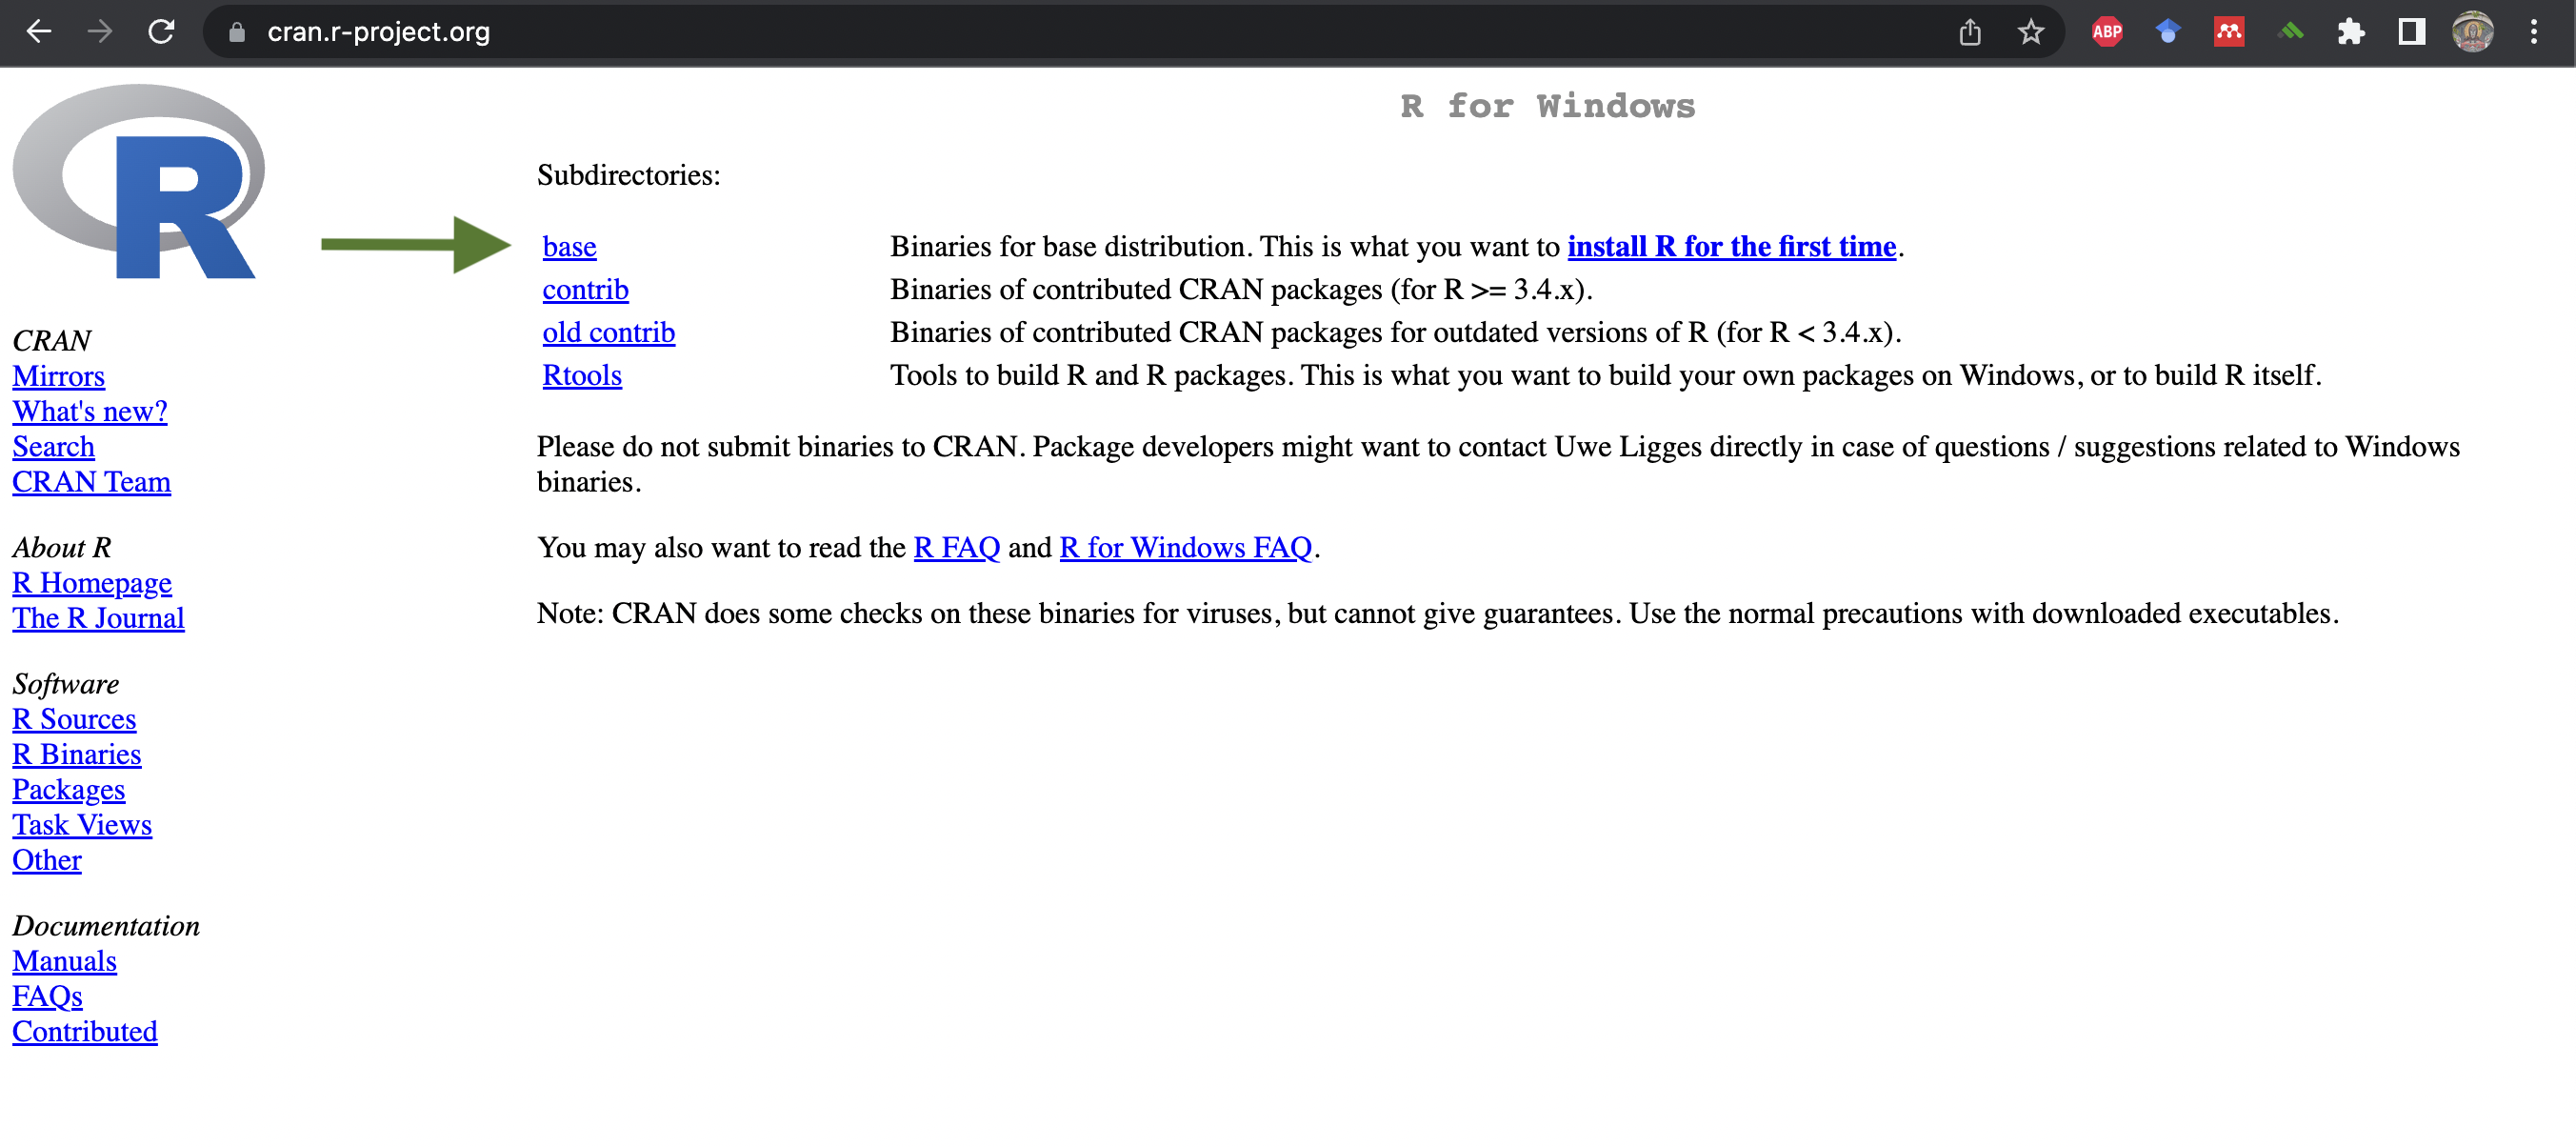 cran.r-project.org
ABP
R for Windows
R
Subdirectories:
base Binaries for base distribution. This is what you want to install R for the first time.
contrib Binaries of contributed CRAN packages (for R >= 3.4.x).
old contrib Binaries of contributed CRAN packages for outdated versions of R (for R < 3.4.x).
Rtools Tools to build R and R packages. This is what you want to build your own packages on Windows, or to build R itself.
Please do not submit binaries to CRAN. Package developers might want to contact Uwe Ligges directly in case of questions / suggestions related to Windows
binaries.
You may also want to read the R FAQ and R for Windows FAQ.
Note: CRAN does some checks on these binaries for viruses, but cannot give guarantees. Use the normal precautions with downloaded executables.
CRAN
Mirrors
What's new?
Search
CRAN Team
About R
R Homepage
The R Journal
Software
R Sources
R Binaries
Packages
Task Views
Other
Documentation
Manuals
FAQs
Contributed